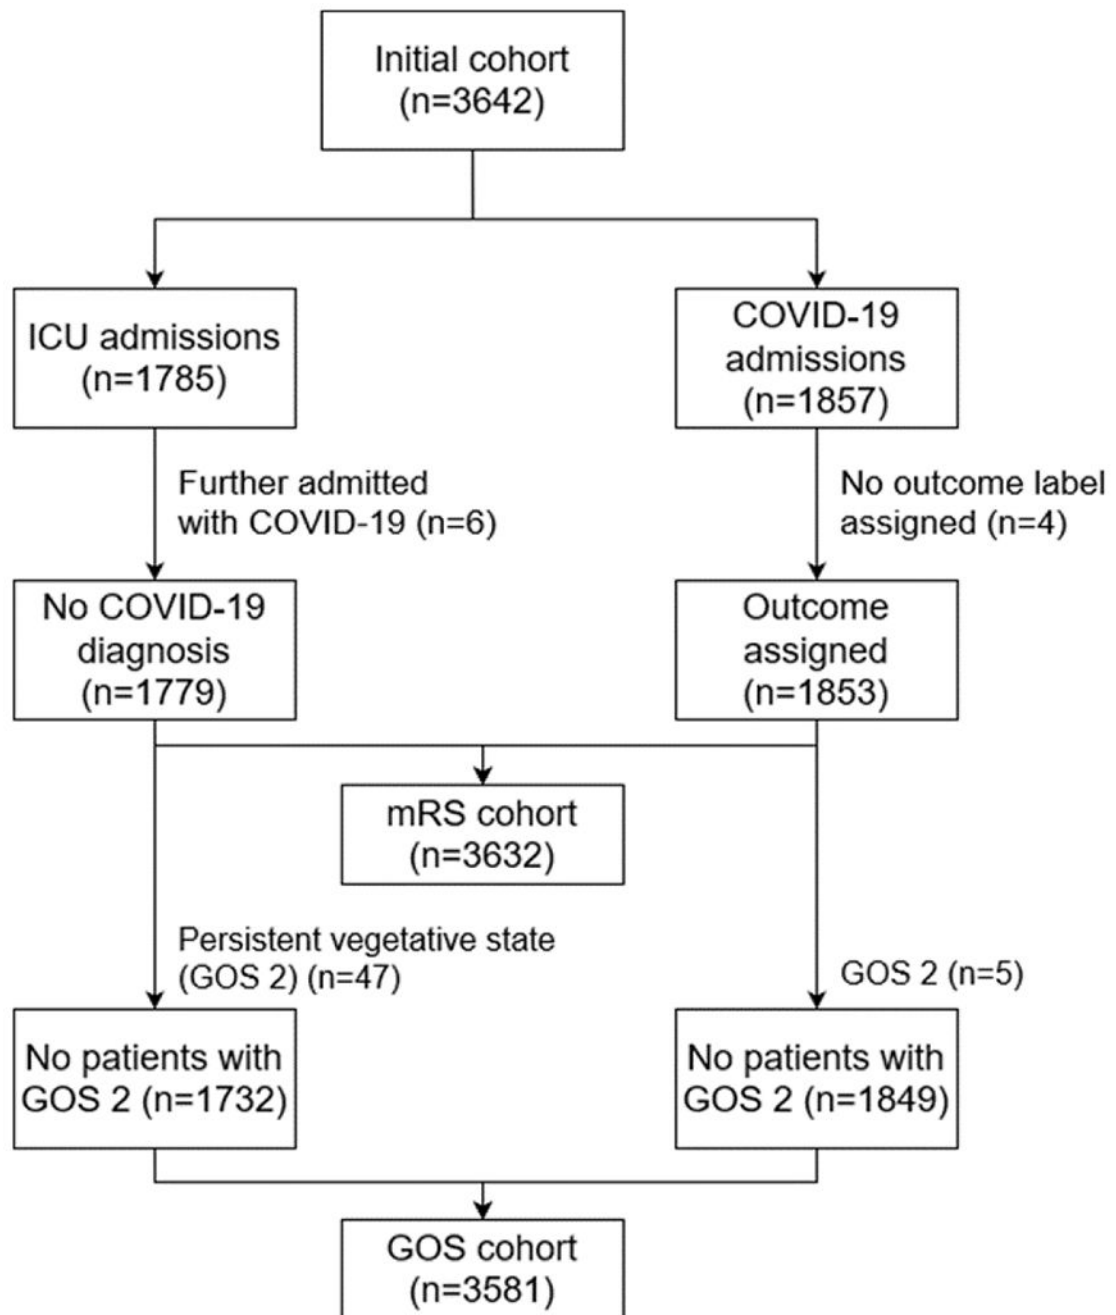 Initial cohort
(n=3642)
ICU admissions
(n=1785)
COVID-19
admissions
(n=1857)
Further admitted
with COVID-19 (n=6)
No outcome label
assigned (n=4)
No COVID-19
diagnosis
(n=1779)
Outcome
assigned
(n=1853)
mRS cohort
(n=3632)
Persistent vegetative state
(GOS 2) (n=47)
GOS 2 (n=5)
No patients with
GOS 2 (n=1732)
No patients with
GOS 2 (n=1849)
GOS cohort
(n=3581)